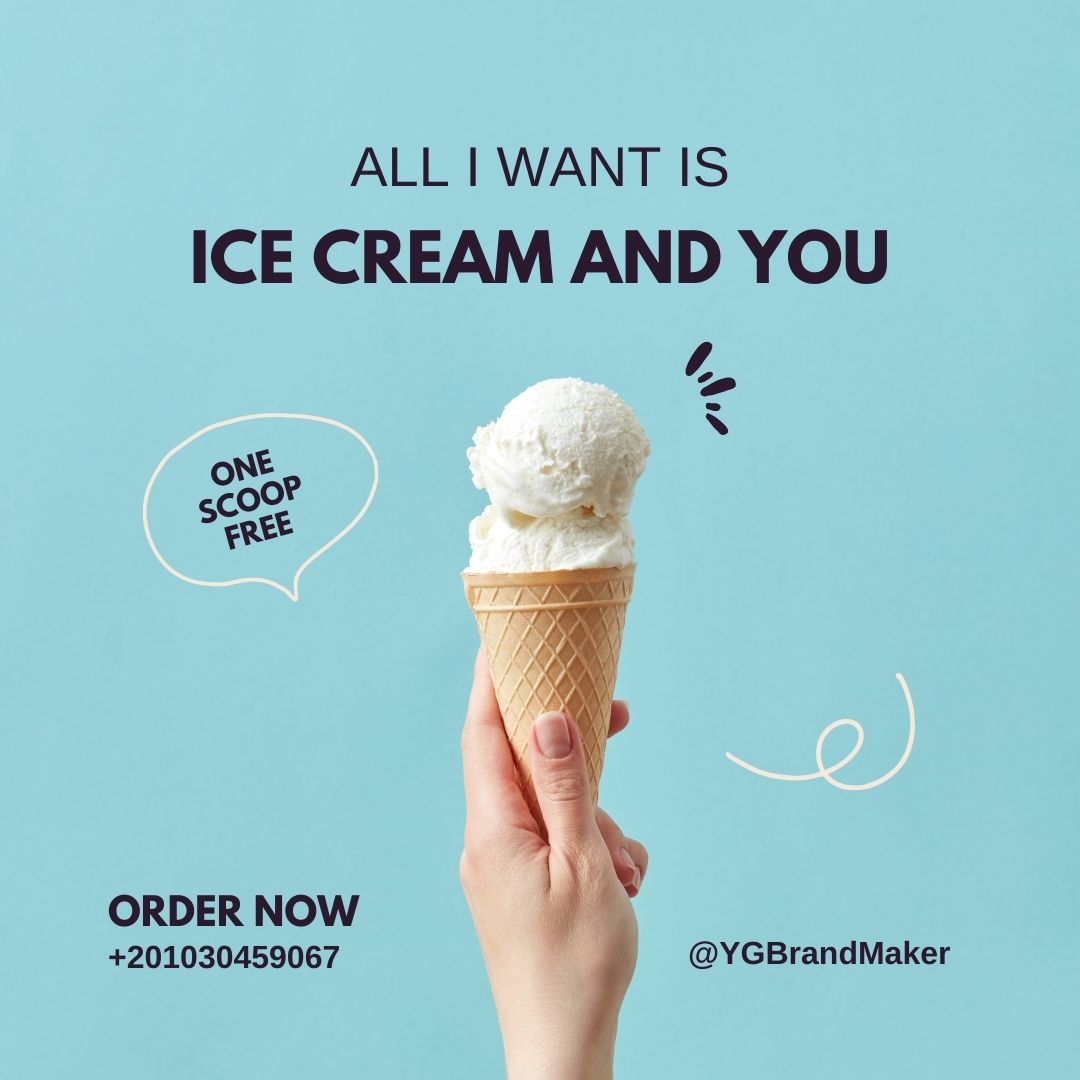 ALL I WANT IS
ICE CREAM AND YOU
ONE
SCOOP
FREE
ORDER NOW
+201030459067
@YGBrandMaker